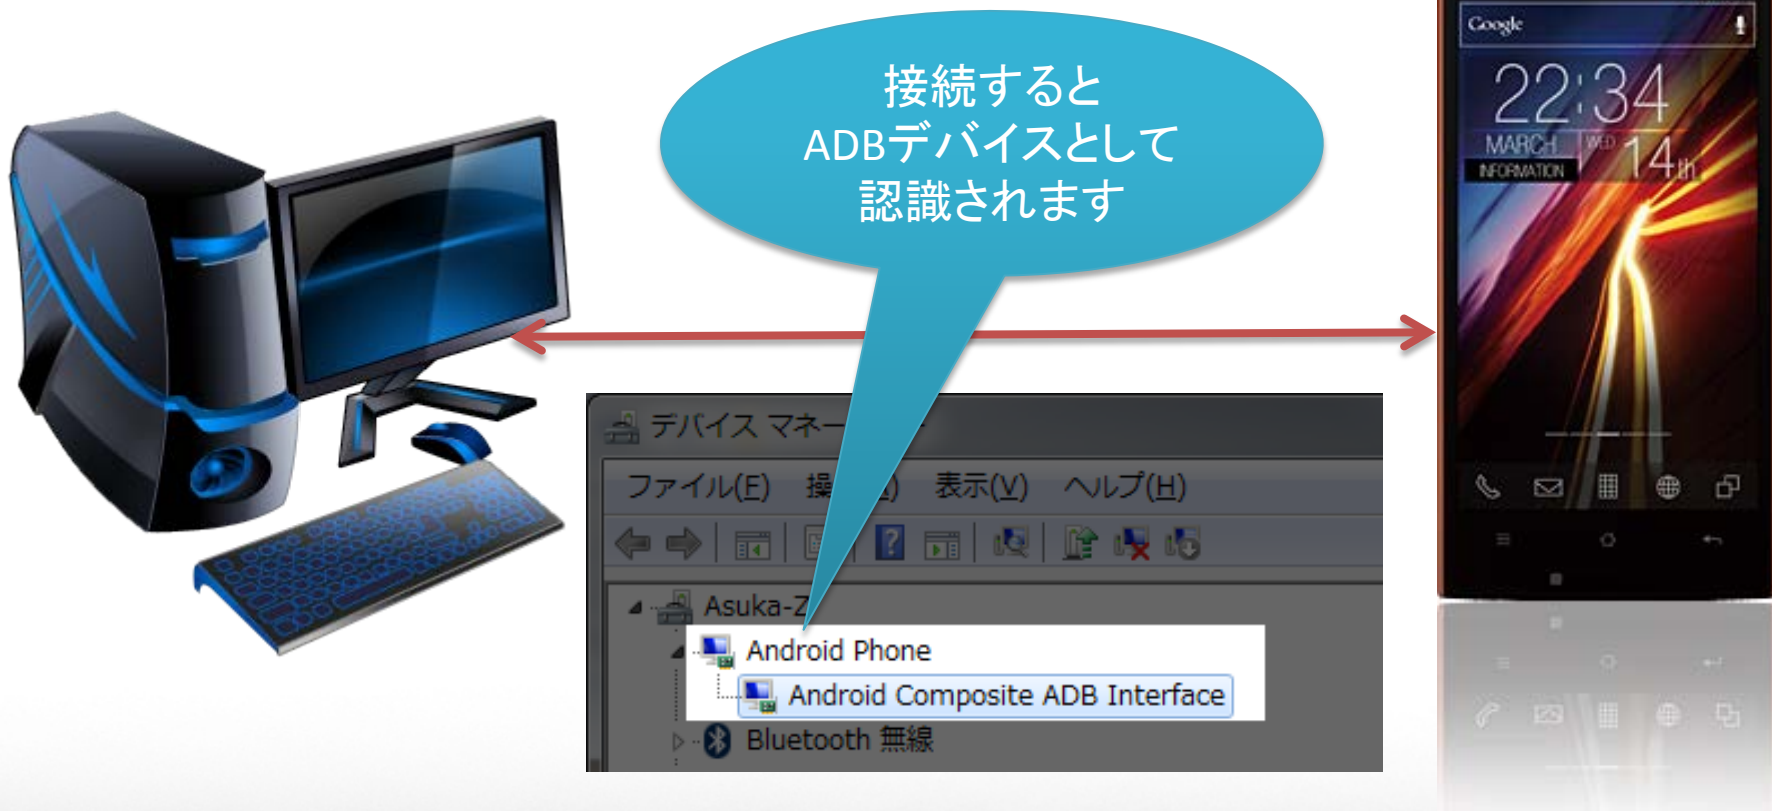 接続すると
ADBデバイスとして
認識されます
Google
22:34
MARCH WED 14th
INFORMATION
デバイス マネー
ファイル(F) 操 ) 表示(V) ヘルプ(H)
Asuka-Z
Android Phone
Android Composite ADB Interface
Bluetooth 無線